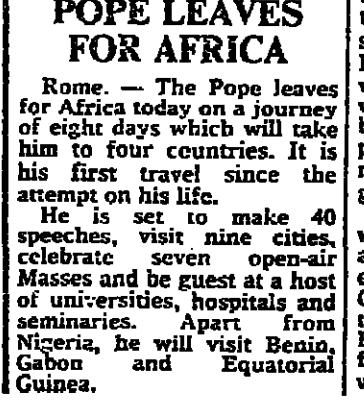 POPE LEAVES
FOR AFRICA
Rome. — The Pope leaves
for Africa today on a journey
of eight days which will take
him to four countries. It is
his first travel since the
attempt on his life.
He is set to make 40
speeches, visit nine cities,
celebrate seven open-air
Masses and be guest at a host
of universities, hospitals and
seminaries. Apart from
Nigeria, he will visit Benin,
Gabon and Equatorial
Guinea.